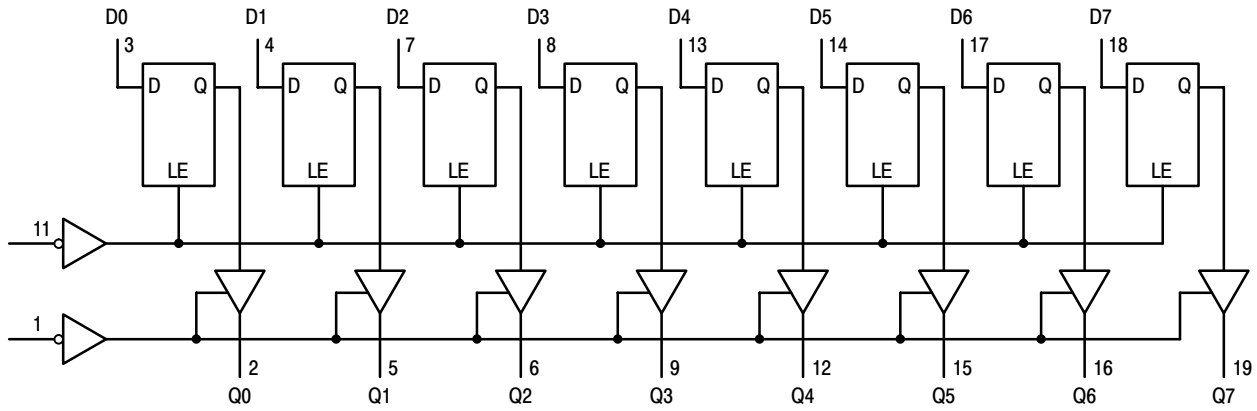 D0 D1 D2 D3 D4 D5 D6 D7
3 4 7 8 13 14 17 18
D Q D Q D Q D Q D Q D Q D Q D Q
LE LE LE LE LE LE LE LE
11
1
2 5 6 9 12 15 16 19
Q0 Q1 Q2 Q3 Q4 Q5 Q6 Q7